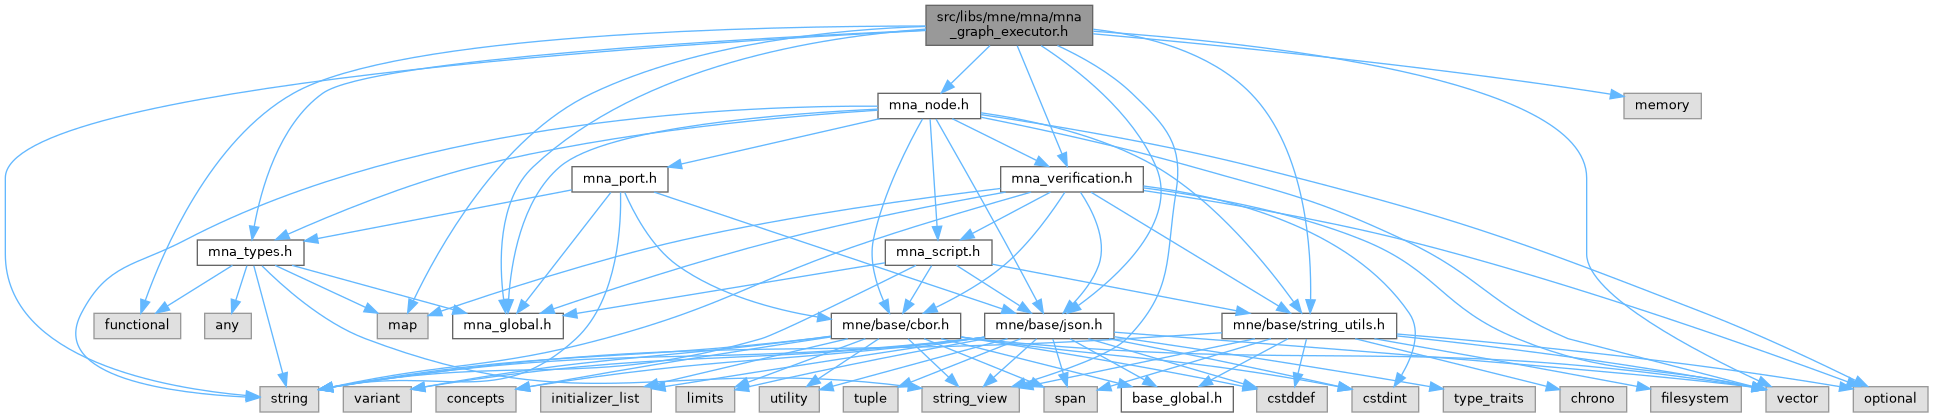 src/libs/mne/mna/mna
_graph_executor.h
mna_node.h
memory
mna_port.h
mna_verification.h
mna_types.h
mna_script.h
functional
any
map
mna_global.h
mne/base/cbor.h
mne/base/json.h
mne/base/string_utils.h
string
variant
concepts
initializer_list
limits
utility
tuple
string_view
span
base_global.h
cstddef
cstdint
type_traits
chrono
filesystem
vector
optional